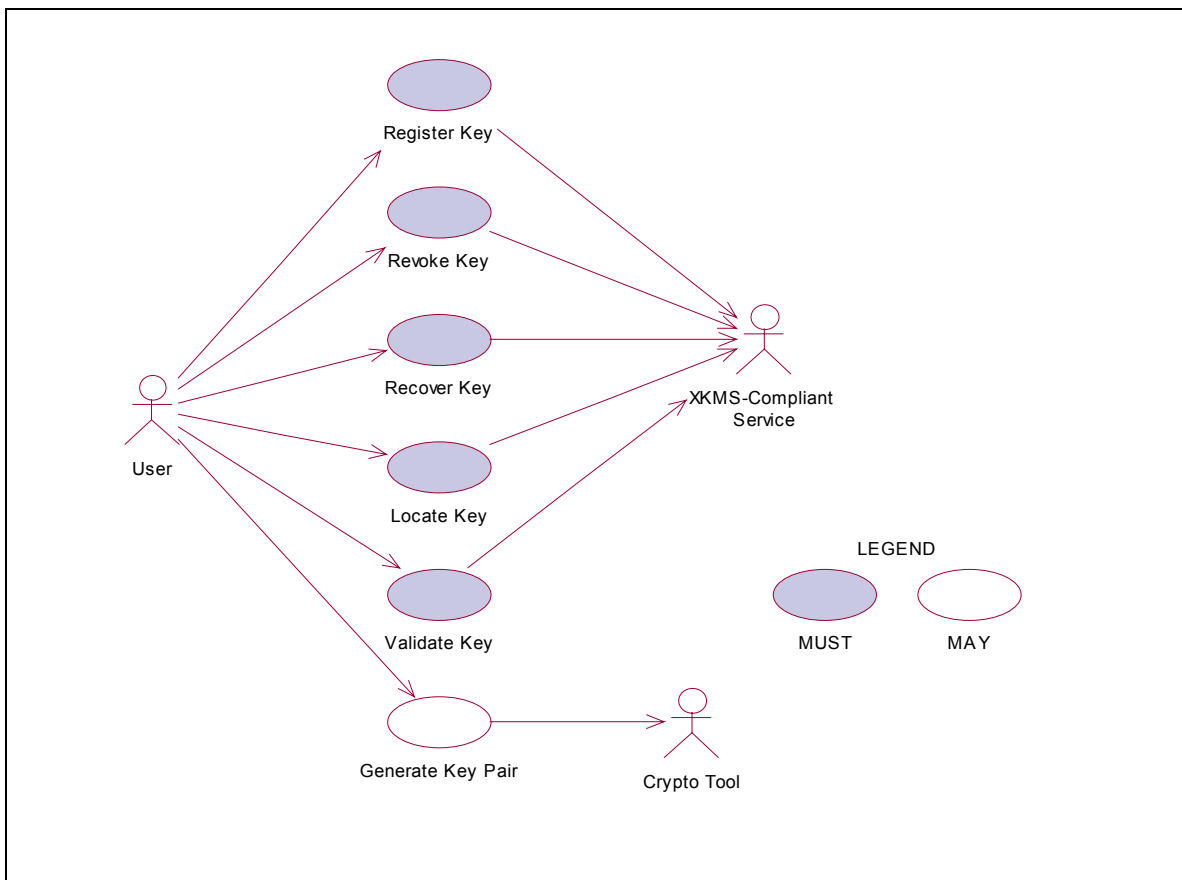 Register Key
Revoke Key
Recover Key
XKMS-Compliant
Service
User
Locate Key
LEGEND
Validate Key
MUST
MAY
Generate Key Pair
Crypto Tool